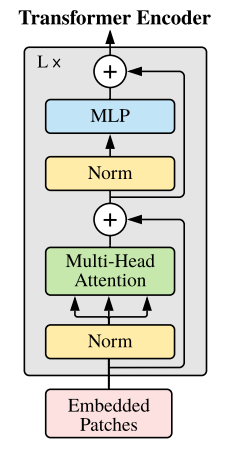 Transformer Encoder
L ×
+
MLP
Norm
+
Multi-Head
Attention
Norm
Embedded
Patches